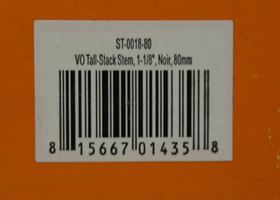 ST-0018-80
VO Tall-Stack Stem, 1-1/8", Noir, 80mm
8 15667 01435 8